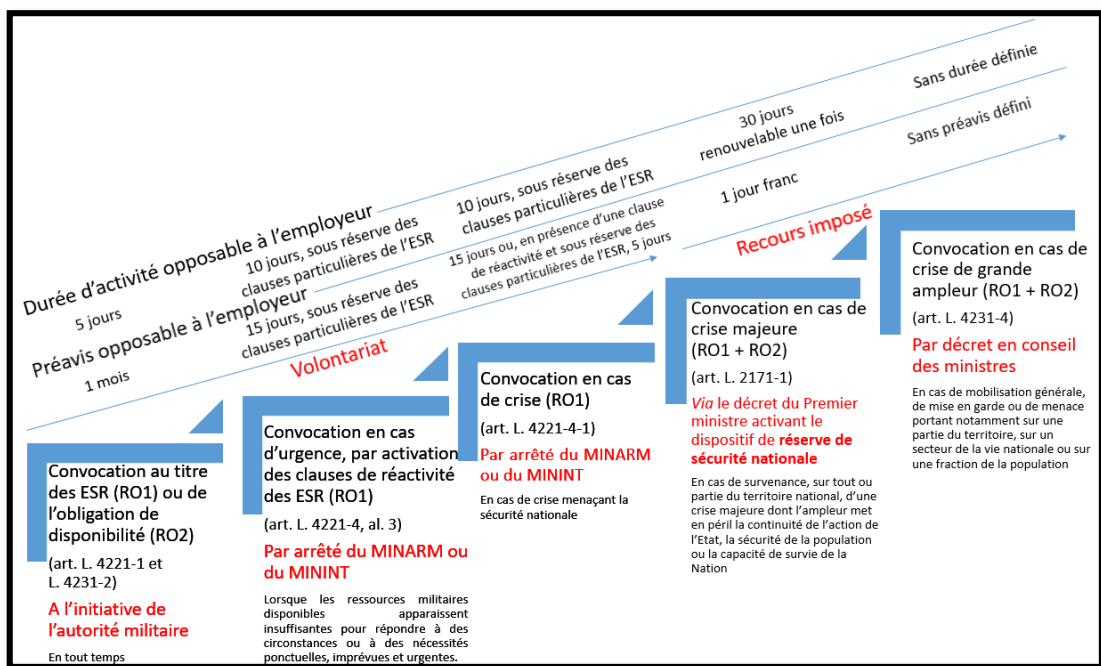 Durée d’activité opposable à l’employeur
5 jours
10 jours, sous réserve des
clauses particulières de l’ESR
10 jours, sous réserve des
clauses particulières de l’ESR
30 jours
renouvelable une fois
Sans durée définie
Préavis opposable à l’employeur
1 mois
15 jours, sous réserve des
clauses particulières de l’ESR
15 jours ou, en présence d’une clause
de réactivité et sous réserve des
clauses particulières de l’ESR, 5 jours
1 jour franc
Sans préavis défini
Volontariat
Recours imposé
Convocation au titre
des ESR (RO1) ou de
l’obligation de
disponibilité (RO2)
(art. L. 4221-1 et
L. 4231-2)
A l’initiative de
l’autorité militaire
En tout temps
Convocation en cas
d’urgence, par activation
des clauses de réactivité
des ESR (RO1)
(art. L. 4221-4, al. 3)
Par arrêté du MINARM ou
du MININT
Lorsque les ressources militaires
disponibles apparaissent
insuffisantes pour répondre à des
circonstances ou à des nécessités
ponctuelles, imprévues et urgentes.
Convocation en cas
de crise (RO1)
(art. L. 4221-4-1)
Par arrêté du MINARM
ou du MININT
En cas de crise menaçant la
sécurité nationale
Convocation en cas de
crise majeure
(RO1 + RO2)
(art. L. 2171-1)
Via le décret du Premier
ministre activant le
dispositif de réserve de
sécurité nationale
En cas de survenance, sur tout ou
partie du territoire national, d’une
crise majeure dont l’ampleur met
en péril la continuité de l’action de
l’Etat, la sécurité de la population
ou la capacité de survie de la
Nation
Convocation en cas de
crise de grande
ampleur (RO1 + RO2)
(art. L. 4231-4)
Par décret en conseil
des ministres
En cas de mobilisation générale,
de mise en garde ou de menace
portant notamment sur une
partie du territoire, sur un
secteur de la vie nationale ou sur
une fraction de la population